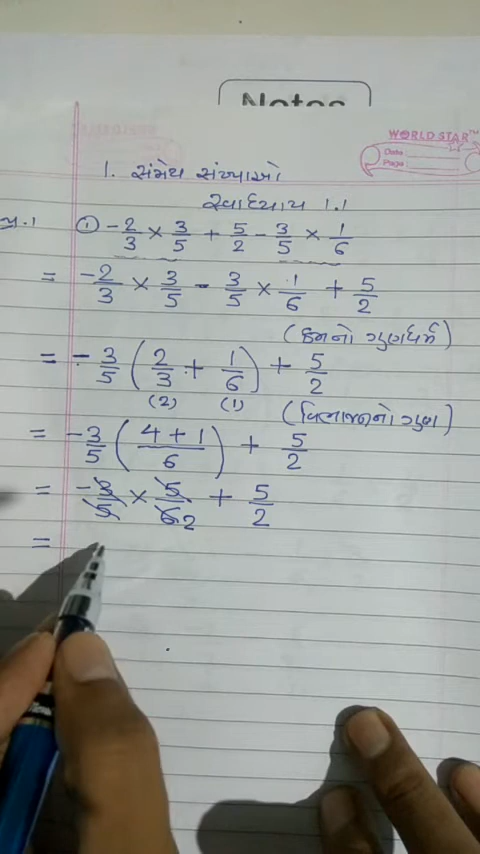 Notes
WORLD STAR™
Date
Page
1. સંમેય સંખ્યાઓ
સ્વાધ્યાય 1.1
પ્ર.1 ① -2/3 × 3/5 + 5/2 - 3/5 × 1/6
= -2/3 × 3/5 - 3/5 × 1/6 + 5/2
(ક્રમનો ગુણધર્મ)
= -3/5 (2/3 + 1/6) + 5/2
(2) (1) (વિભાજનનો ગુણ)
= -3/5 (4+1/6) + 5/2
= -3/5 × 5/6 2 + 5/2
=